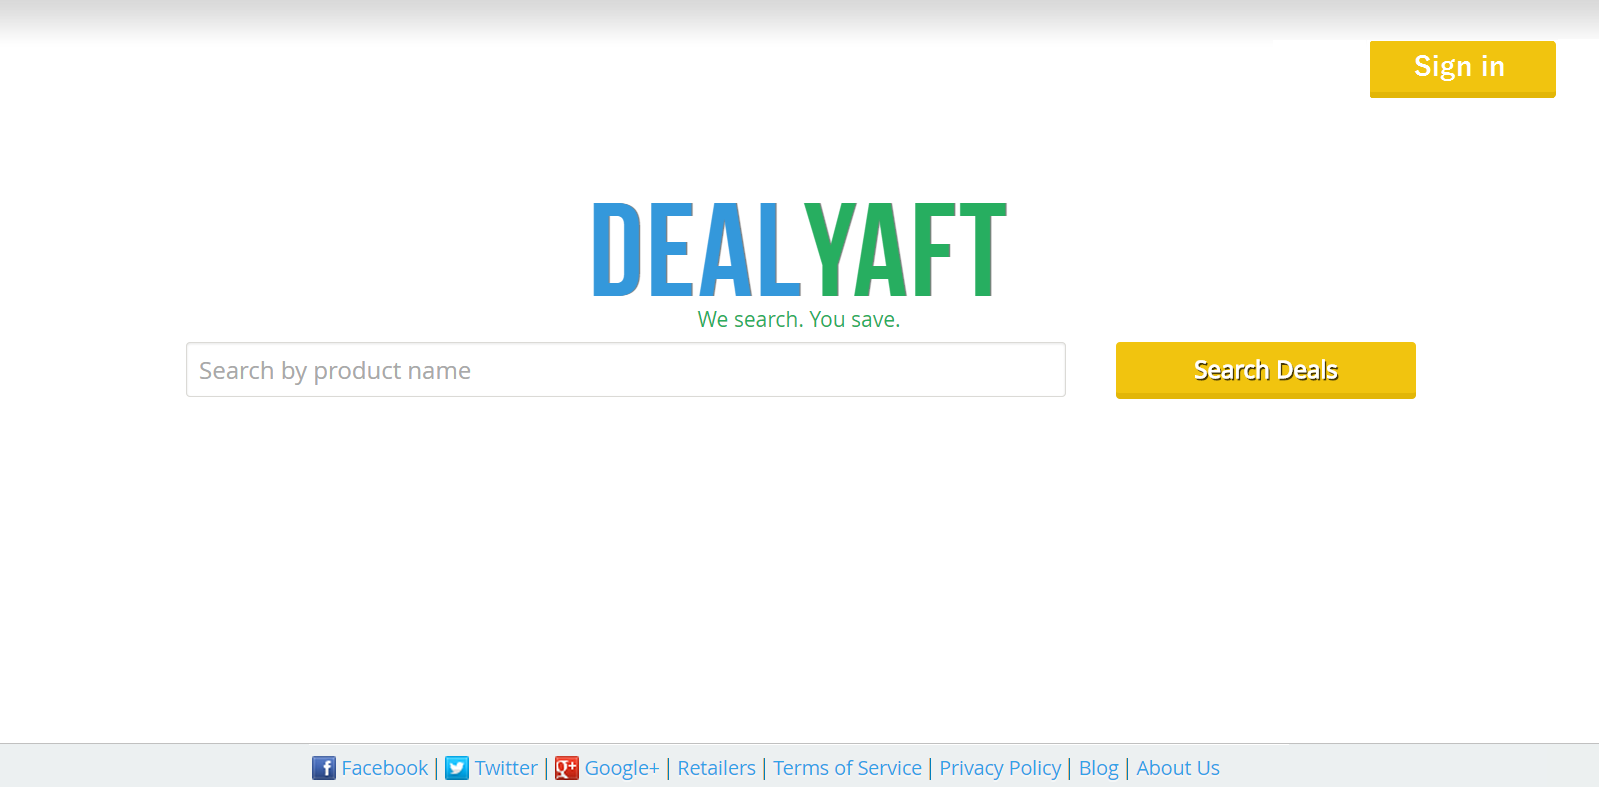 Sign in
DEALYAFT
We search. You save.
Search by product name
Search Deals
Facebook | Twitter | Google+ | Retailers | Terms of Service | Privacy Policy | Blog | About Us